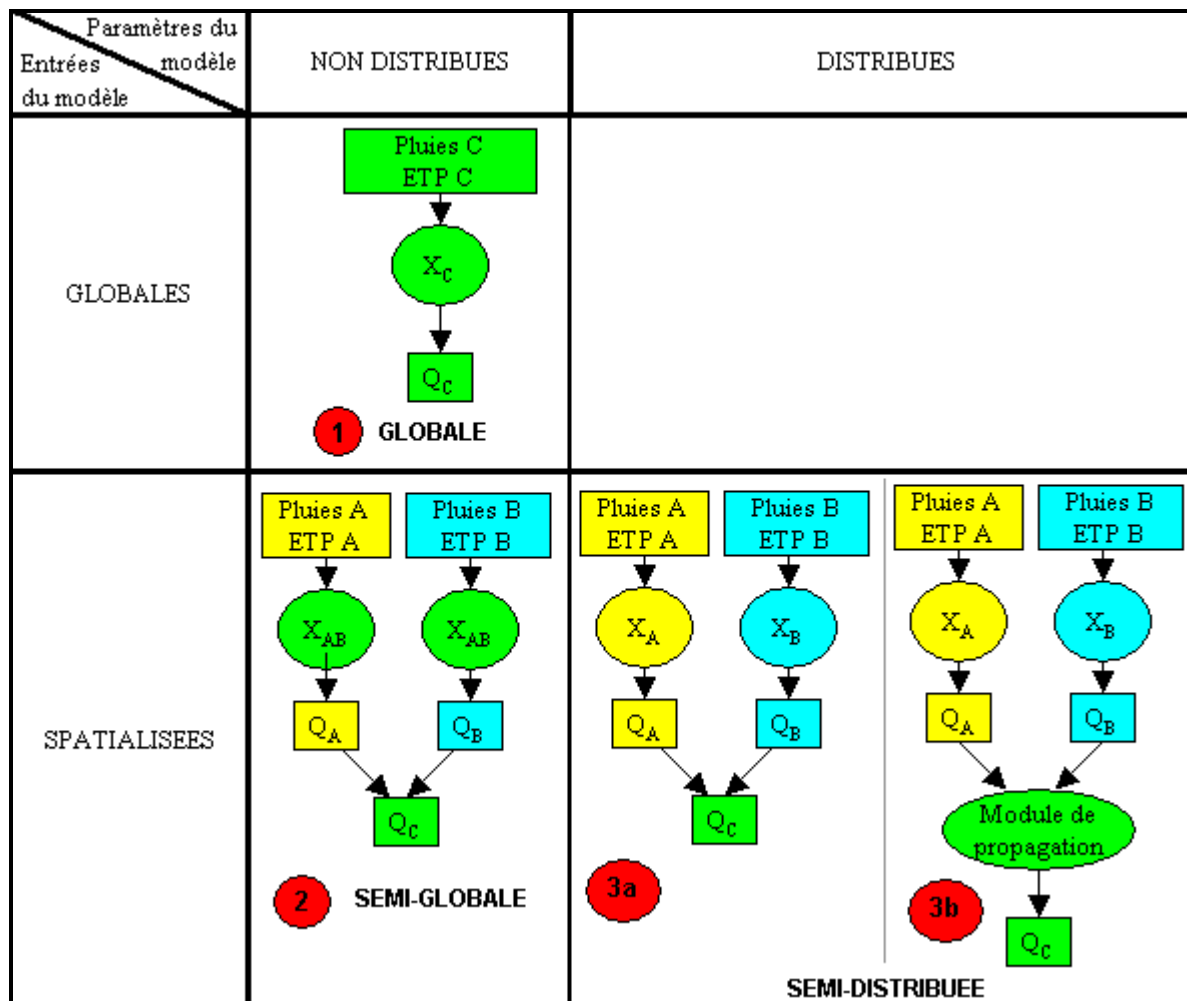 Paramètres du
modèle
Entrées
du modèle
NON DISTRIBUES
DISTRIBUES
GLOBALES
Pluies C
ETP C
X_C
Q_C
1
GLOBALE
SPATIALISEES
Pluies A
ETP A
Pluies B
ETP B
X_AB
X_AB
Q_A
Q_B
Q_C
2
SEMI-GLOBALE
Pluies A
ETP A
Pluies B
ETP B
X_A
X_B
Q_A
Q_B
Q_C
3a
Pluies A
ETP A
Pluies B
ETP B
X_A
X_B
Q_A
Q_B
Module de
propagation
3b
Q_C
SEMI-DISTRIBUEE